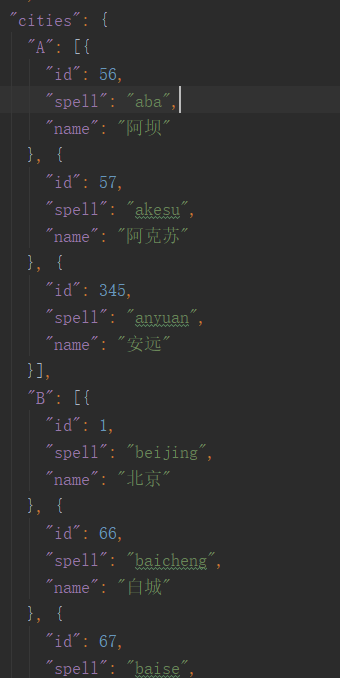 "cities": {
"A": [{
"id": 56,
"spell": "aba",
"name": "阿坝"
}, {
"id": 57,
"spell": "akesu",
"name": "阿克苏"
}, {
"id": 345,
"spell": "anyuan",
"name": "安远"
}],
"B": [{
"id": 1,
"spell": "beijing",
"name": "北京"
}, {
"id": 66,
"spell": "baicheng",
"name": "白城"
}, {
"id": 67,
"spell": "baise",